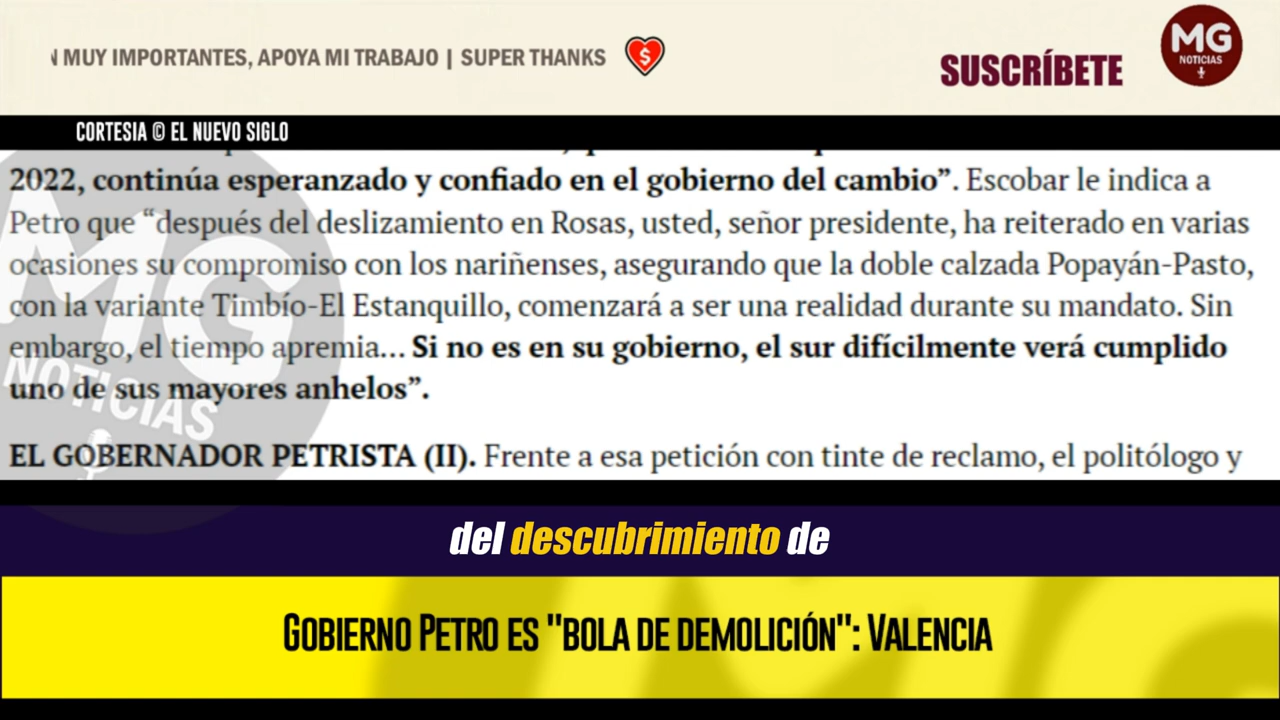 MUY IMPORTANTES, APOYA MI TRABAJO | SUPER THANKS
SUSCRÍBETE
MG
NOTICIAS
CORTESIA © EL NUEVO SIGLO
2022, continúa esperanzado y confiado en el gobierno del cambio”. Escobar le indica a
Petro que “después del deslizamiento en Rosas, usted, señor presidente, ha reiterado en varias
ocasiones su compromiso con los nariñenses, asegurando que la doble calzada Popayán-Pasto,
con la variante Timbío-El Estanquillo, comenzará a ser una realidad durante su mandato. Sin
embargo, el tiempo apremia... Si no es en su gobierno, el sur difícilmente verá cumplido
uno de sus mayores anhelos”.
EL GOBERNADOR PETRISTA (II). Frente a esa petición con tinte de reclamo, el politólogo y
MG
NOTICIAS
del descubrimiento de
GOBIERNO PETRO ES "BOLA DE DEMOLICIÓN": VALENCIA